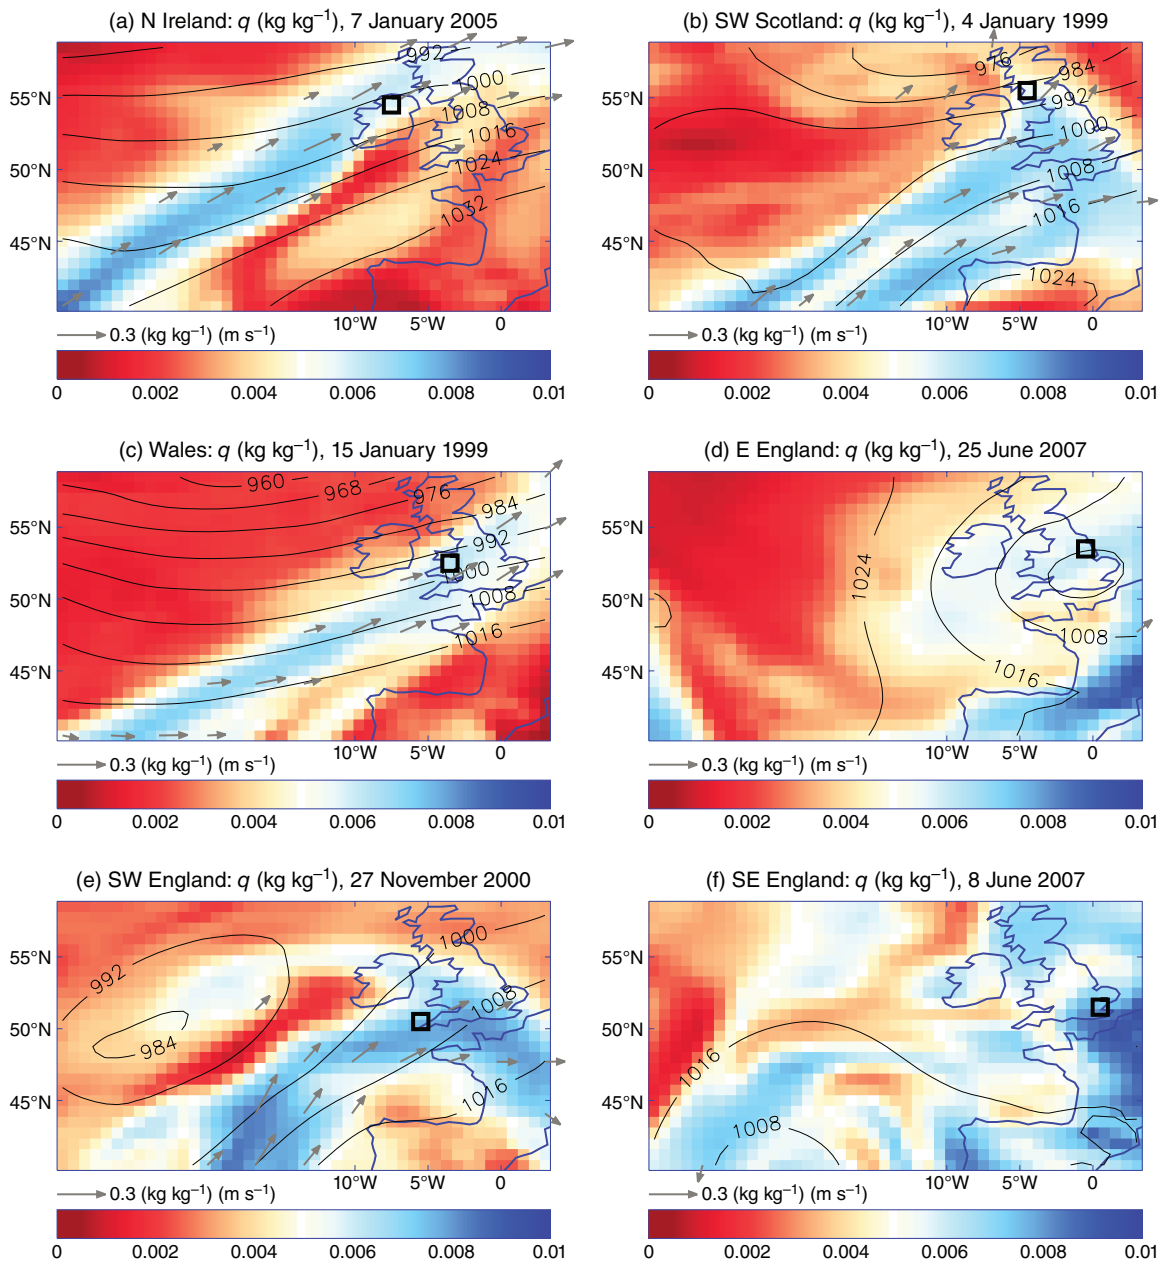 (a) N Ireland: q (kg kg⁻¹), 7 January 2005
992
1000
1008
1016
1024
1032
55°N
50°N
45°N
10°W 5°W 0
0.3 (kg kg⁻¹) (m s⁻¹)
0 0.002 0.004 0.006 0.008 0.01
(b) SW Scotland: q (kg kg⁻¹), 4 January 1999
976
984
992
1000
1008
1016
1024
55°N
50°N
45°N
10°W 5°W 0
0.3 (kg kg⁻¹) (m s⁻¹)
0 0.002 0.004 0.006 0.008 0.01
(c) Wales: q (kg kg⁻¹), 15 January 1999
960
968
976
984
992
1000
1008
1016
55°N
50°N
45°N
10°W 5°W 0
0.3 (kg kg⁻¹) (m s⁻¹)
0 0.002 0.004 0.006 0.008 0.01
(d) E England: q (kg kg⁻¹), 25 June 2007
1024
1008
1016
55°N
50°N
45°N
10°W 5°W 0
0.3 (kg kg⁻¹) (m s⁻¹)
0 0.002 0.004 0.006 0.008 0.01
(e) SW England: q (kg kg⁻¹), 27 November 2000
1000
992
1008
984
1016
55°N
50°N
45°N
10°W 5°W 0
0.3 (kg kg⁻¹) (m s⁻¹)
0 0.002 0.004 0.006 0.008 0.01
(f) SE England: q (kg kg⁻¹), 8 June 2007
1016
1008
55°N
50°N
45°N
10°W 5°W 0
0.3 (kg kg⁻¹) (m s⁻¹)
0 0.002 0.004 0.006 0.008 0.01